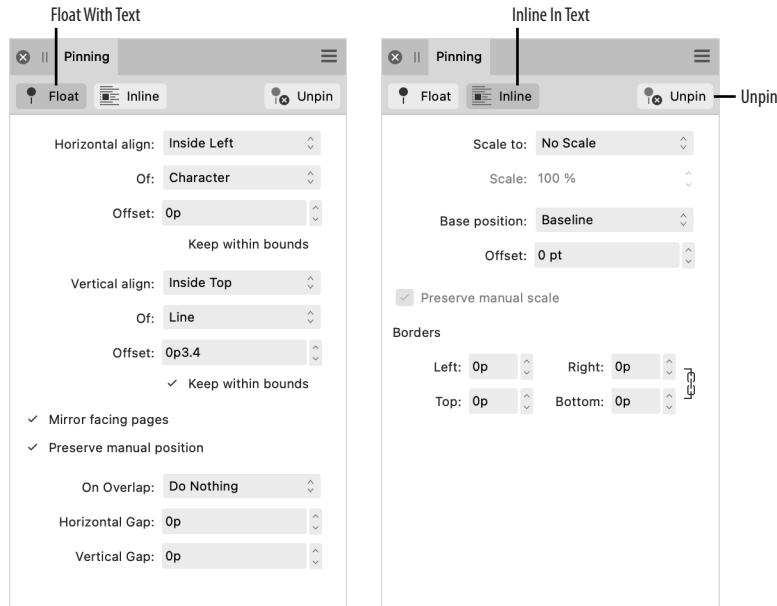 Float With Text
Inline In Text
Pinning
Float
Inline
Unpin
Horizontal align: Inside Left
Of: Character
Offset: 0p
Keep within bounds
Vertical align: Inside Top
Of: Line
Offset: 0p3.4
Keep within bounds
Mirror facing pages
Preserve manual position
On Overlap: Do Nothing
Horizontal Gap: 0p
Vertical Gap: 0p
Pinning
Float
Inline
Unpin
Unpin
Scale to: No Scale
Scale: 100 %
Base position: Baseline
Offset: 0 pt
Preserve manual scale
Borders
Left: 0p Right: 0p
Top: 0p Bottom: 0p